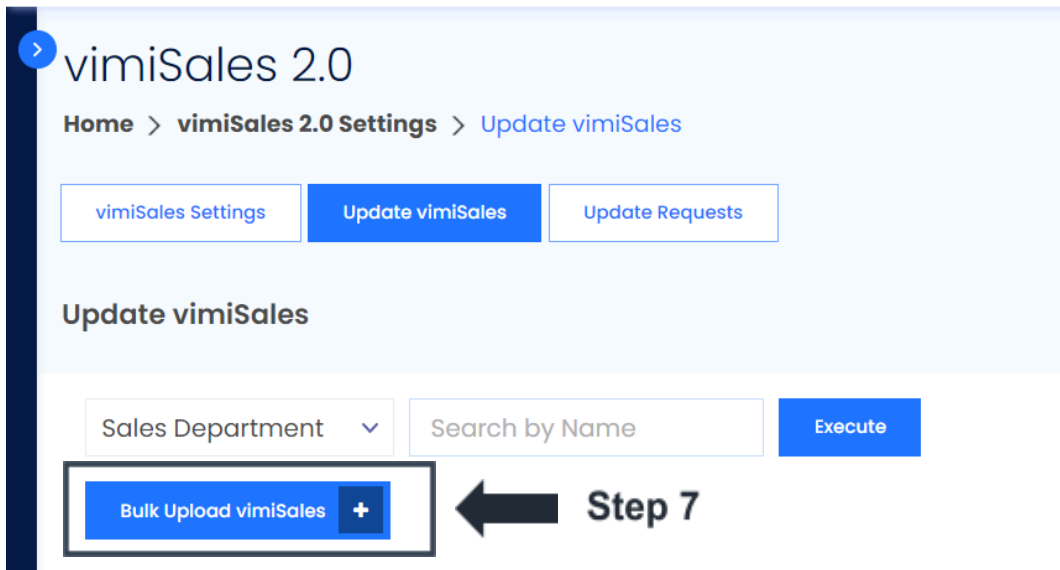 vimiSales 2.0
Home > vimiSales 2.0 Settings > Update vimiSales
vimiSales Settings Update vimiSales Update Requests
Update vimiSales
Sales Department Search by Name Execute
Bulk Upload vimiSales + Step 7